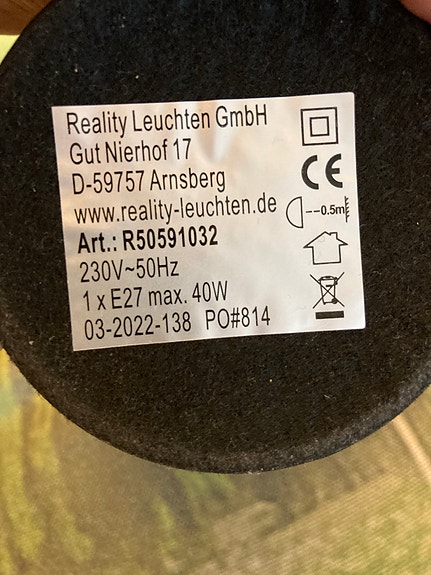 Reality Leuchten GmbH
Gut Nierhof 17
D-59757 Arnsberg
www.reality-leuchten.de
Art.: R50591032
230V~50Hz
1 x E27 max. 40W
03-2022-138 PO#814
CE
--0.5m